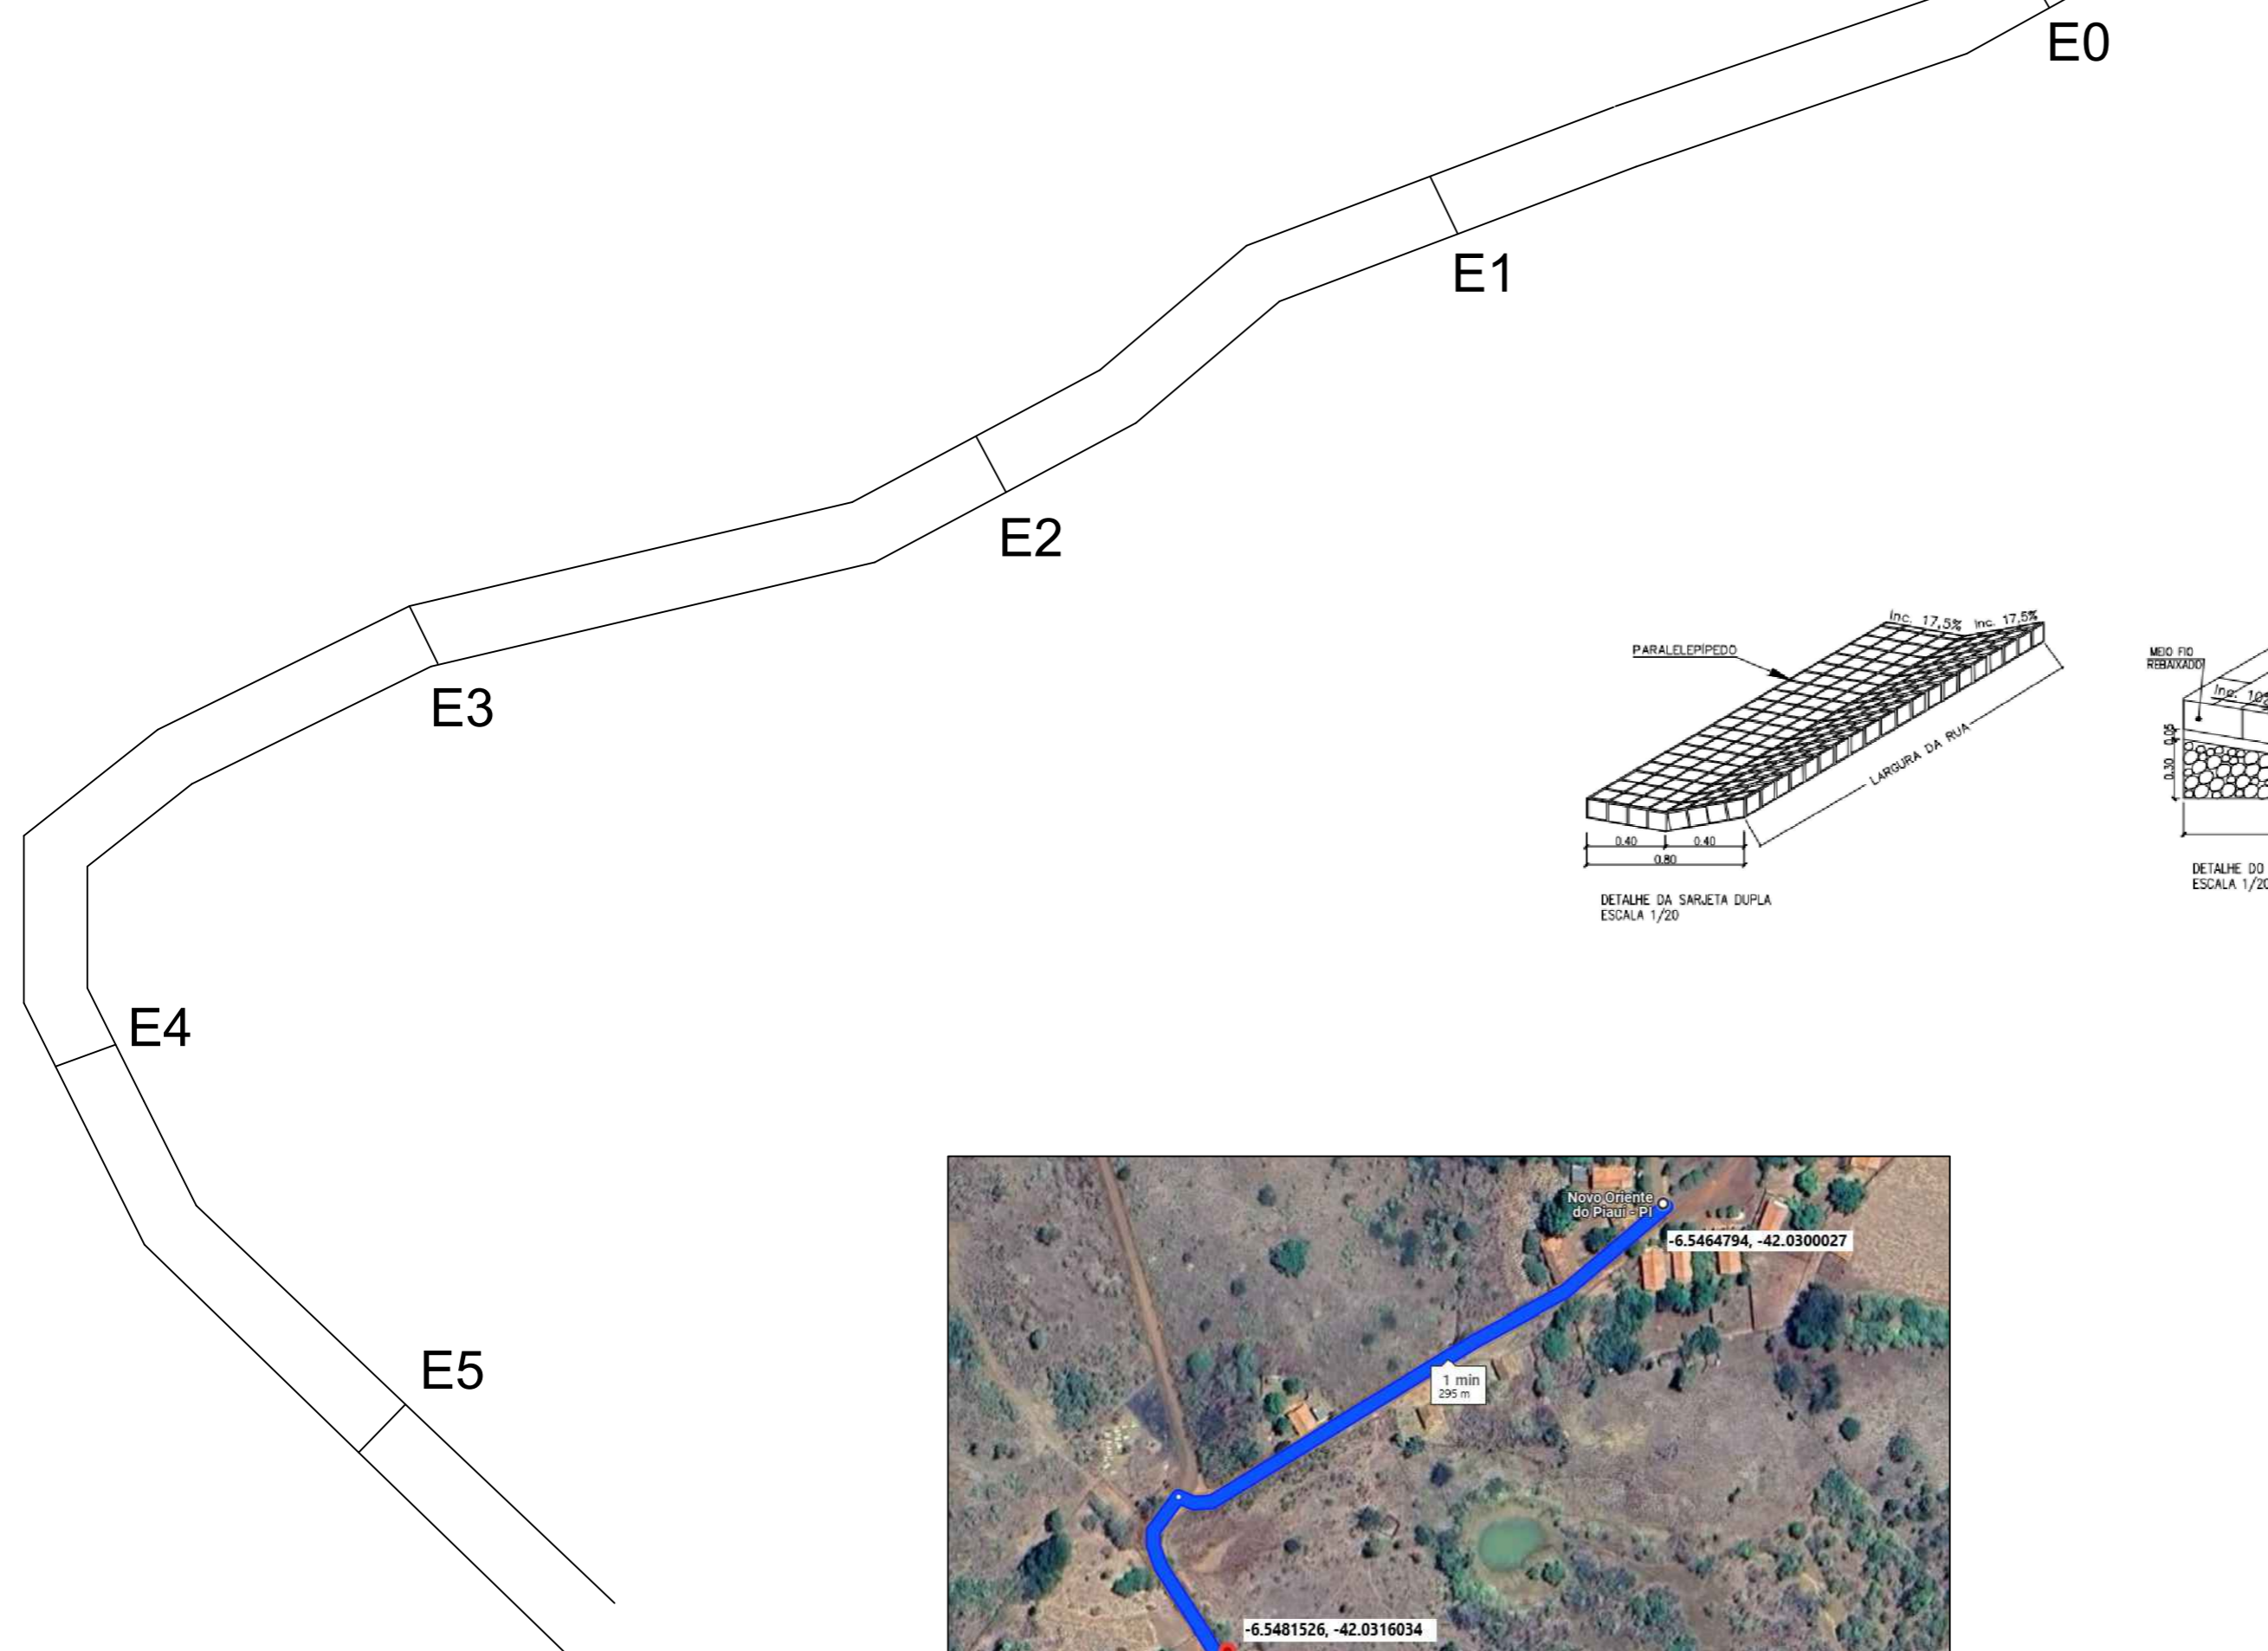 E0
E1
E2
E3
E4
E5
Inc. 17,5% Inc. 17,5%
PARALELEPÍPEDO
LARGURA DA RUA
0.40 0.40
0.80
DETALHE DA SARJETA DUPLA
ESCALA 1/20
MEIO FIO
REBAIXADO
Inc. 10%
0.05
0.30
DETALHE DO
ESCALA 1/20
Novo Oriente
do Piauí - PI
-6.5464794, -42.0300027
1 min
295 m
-6.5481526, -42.0316034